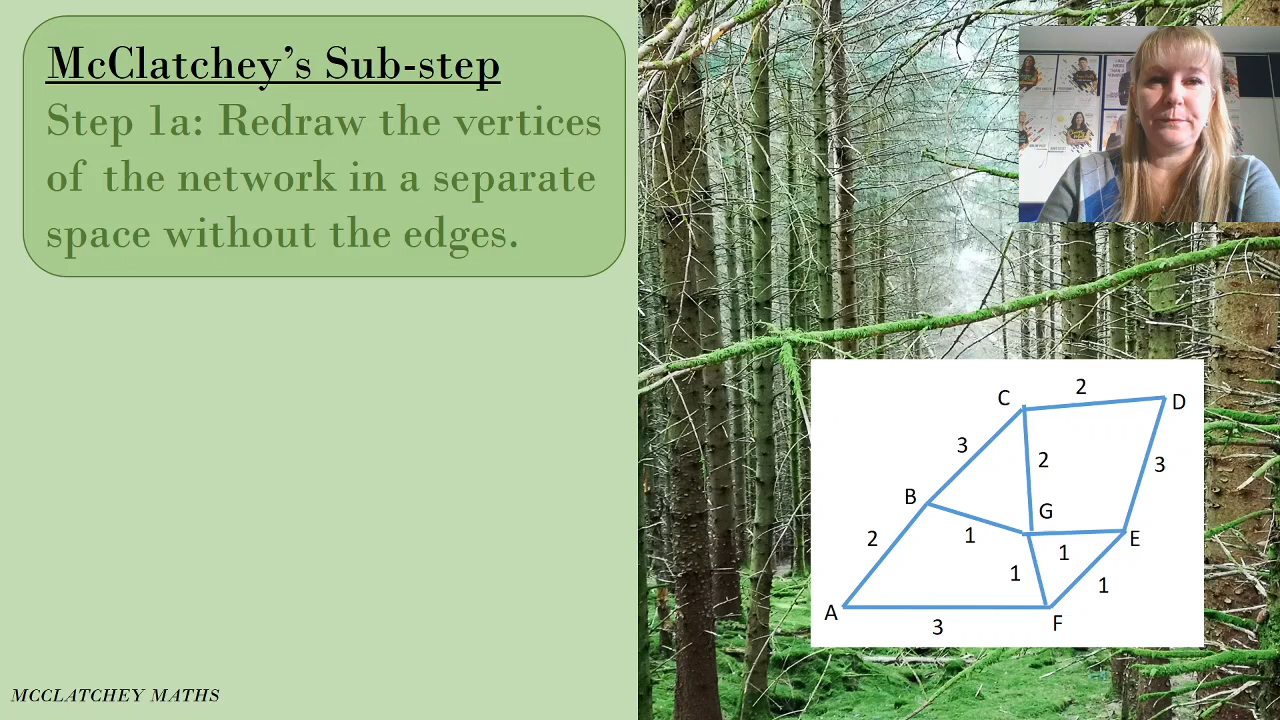 McClatchey's Sub-step
Step 1a: Redraw the vertices
of the network in a separate
space without the edges.
C
2
D
3
2
3
B
G
2
1
1
E
1
1
A
F
3
MCCLATCHEY MATHS